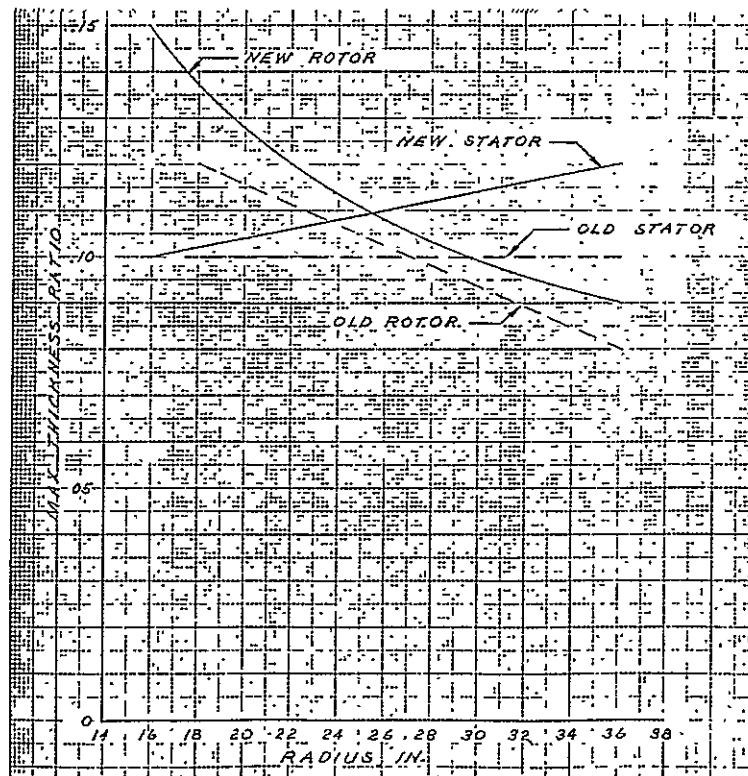 .15
NEW ROTOR
NEW STATOR
OLD STATOR
.10
OLD ROTOR
MAX THICKNESS RATIO
05
0
14 16 18 20 22 24 26 28 30 32 34 36 38
RADIUS, IN.